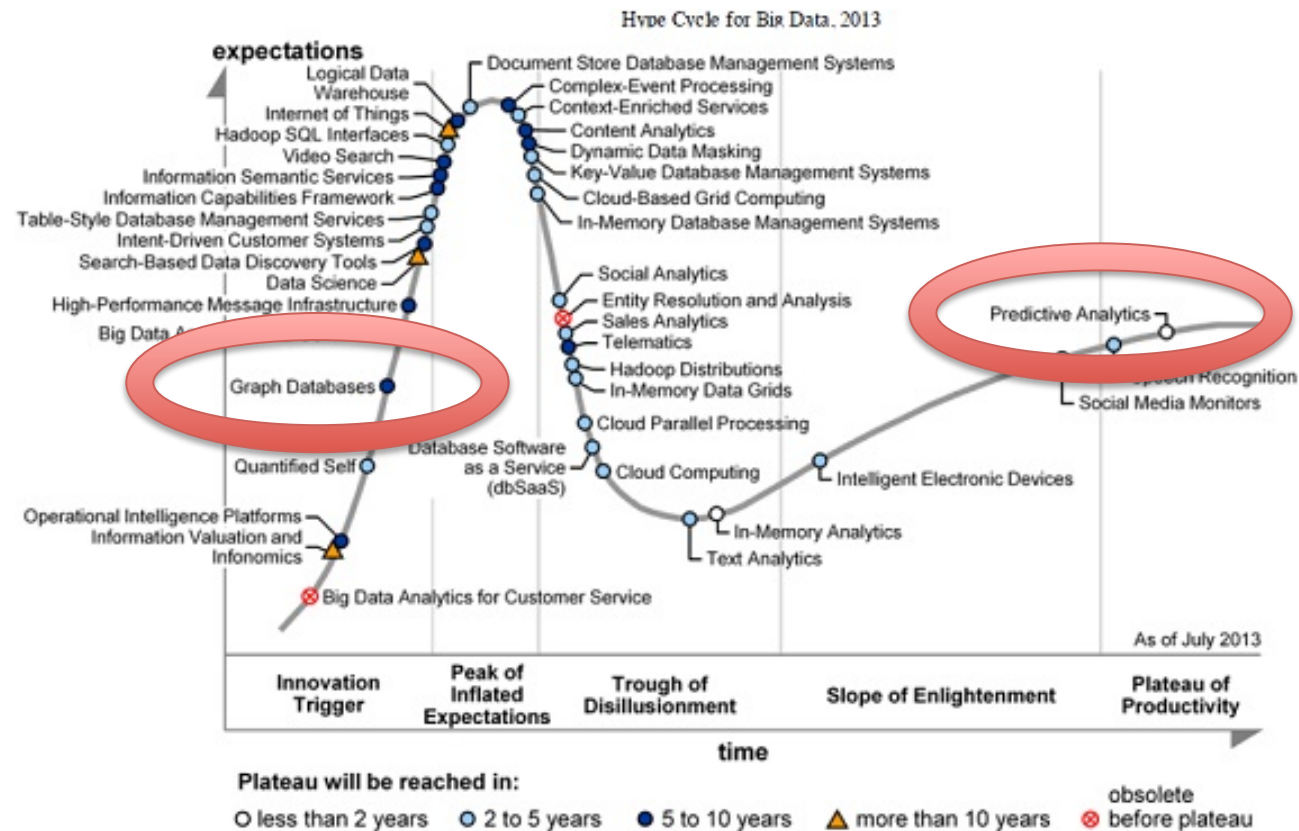 Hype Cycle for Big Data, 2013
expectations
Logical Data
Warehouse
Internet of Things
Hadoop SQL Interfaces
Video Search
Information Semantic Services
Information Capabilities Framework
Table-Style Database Management Services
Intent-Driven Customer Systems
Search-Based Data Discovery Tools
Data Science
High-Performance Message Infrastructure
Big Data
Graph Databases
Quantified Self
Operational Intelligence Platforms
Information Valuation and
Infonomics
Big Data Analytics for Customer Service
Document Store Database Management Systems
Complex-Event Processing
Context-Enriched Services
Content Analytics
Dynamic Data Masking
Key-Value Database Management Systems
Cloud-Based Grid Computing
In-Memory Database Management Systems
Social Analytics
Entity Resolution and Analysis
Sales Analytics
Telematics
Hadoop Distributions
In-Memory Data Grids
Cloud Parallel Processing
Database Software
as a Service
(dbSaaS)
Cloud Computing
In-Memory Analytics
Text Analytics
Intelligent Electronic Devices
Predictive Analytics
Speech Recognition
Social Media Monitors
As of July 2013
Innovation
Trigger
Peak of
Inflated
Expectations
Trough of
Disillusionment
Slope of Enlightenment
Plateau of
Productivity
time
Plateau will be reached in:
less than 2 years
2 to 5 years
5 to 10 years
more than 10 years
obsolete
before plateau